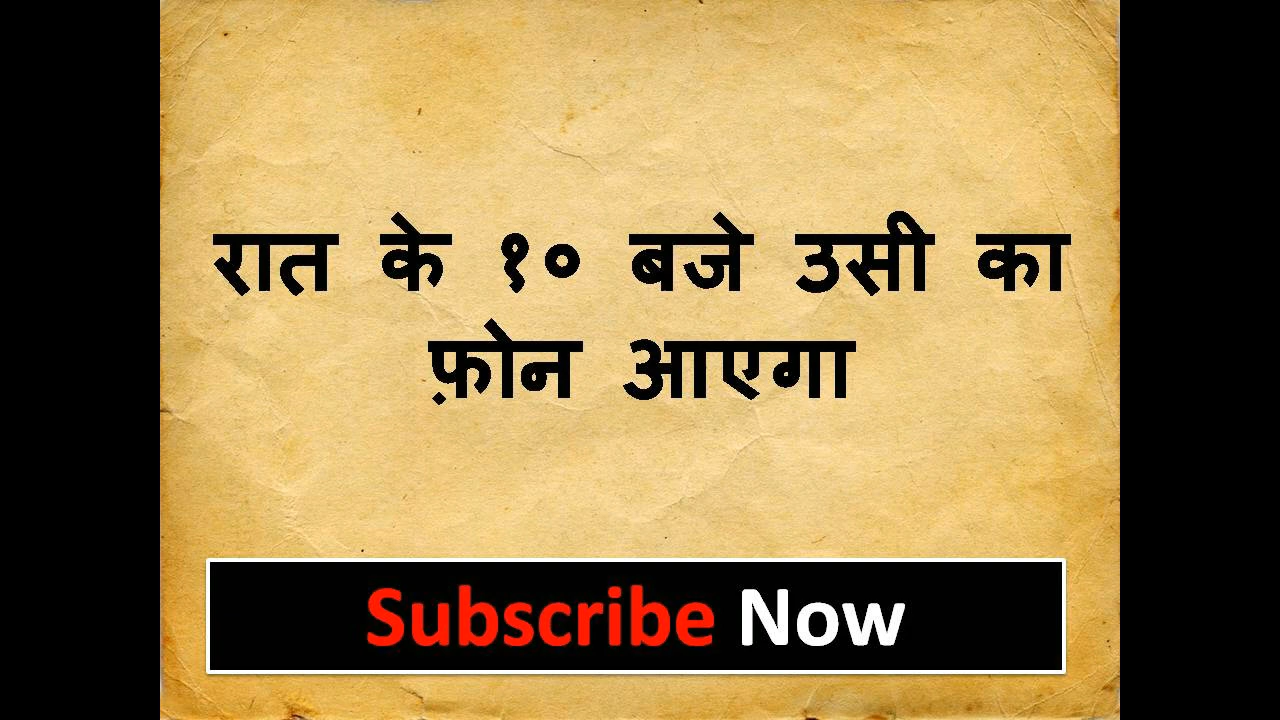 रात के १० बजे उसी का
फ़ोन आएगा
Subscribe Now